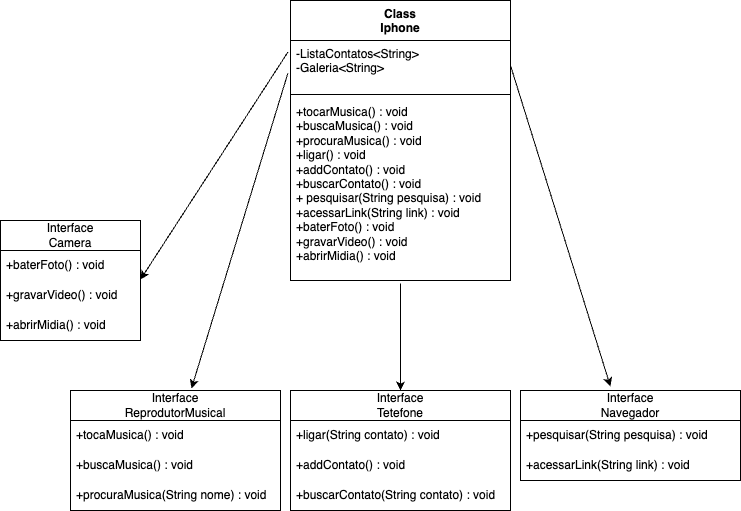 Class
Iphone
-ListaContatos<String>
-Galeria<String>
+tocarMusica() : void
+buscaMusica() : void
+procuraMusica() : void
+ligar() : void
+addContato() : void
+buscarContato() : void
+ pesquisar(String pesquisa) : void
+acessarLink(String link) : void
+baterFoto() : void
+gravarVideo() : void
+abrirMidia() : void
Interface
Camera
+baterFoto() : void
+gravarVideo() : void
+abrirMidia() : void
Interface
ReprodutorMusical
+tocaMusica() : void
+buscaMusica() : void
+procuraMusica(String nome) : void
Interface
Tetefone
+ligar(String contato) : void
+addContato() : void
+buscarContato(String contato) : void
Interface
Navegador
+pesquisar(String pesquisa) : void
+acessarLink(String link) : void